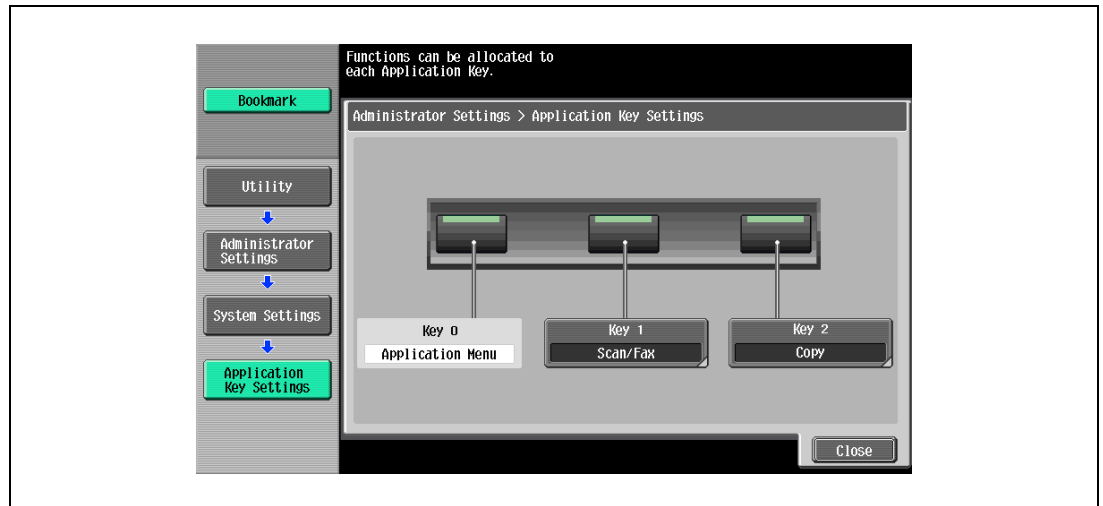 Functions can be allocated to
each Application Key.
Bookmark
Administrator Settings > Application Key Settings
Utility
Administrator
Settings
System Settings
Application
Key Settings
Key 0
Application Menu
Key 1
Scan/Fax
Key 2
Copy
Close